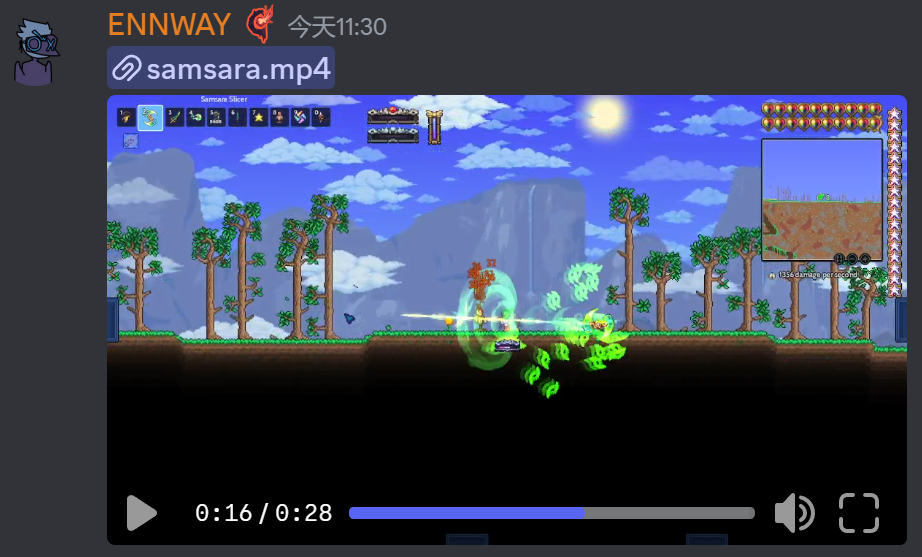 ENNWAY 今天11:30
samsara.mp4
Samsara Slicer
1356 damage per second
0:16/0:28